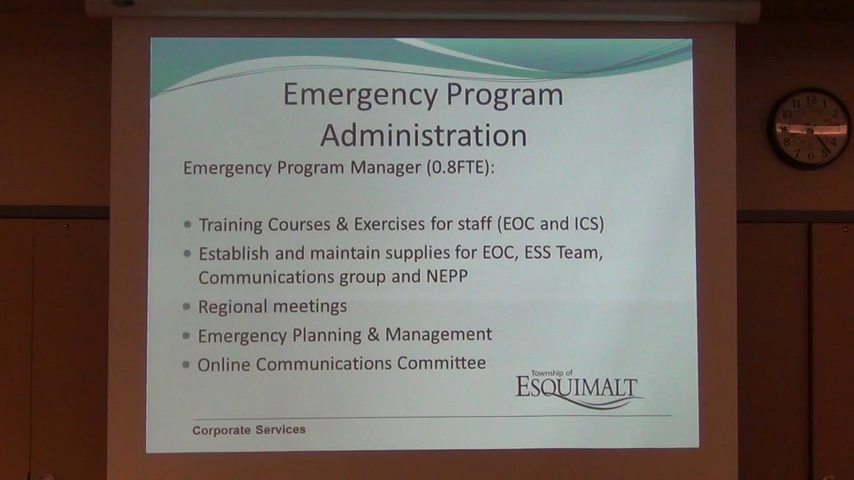 Emergency Program
Administration
Emergency Program Manager (0.8FTE):
Training Courses & Exercises for staff (EOC and ICS)
Establish and maintain supplies for EOC, ESS Team,
Communications group and NEPP
Regional meetings
Emergency Planning & Management
Online Communications Committee
Township of
ESQUIMALT
Corporate Services